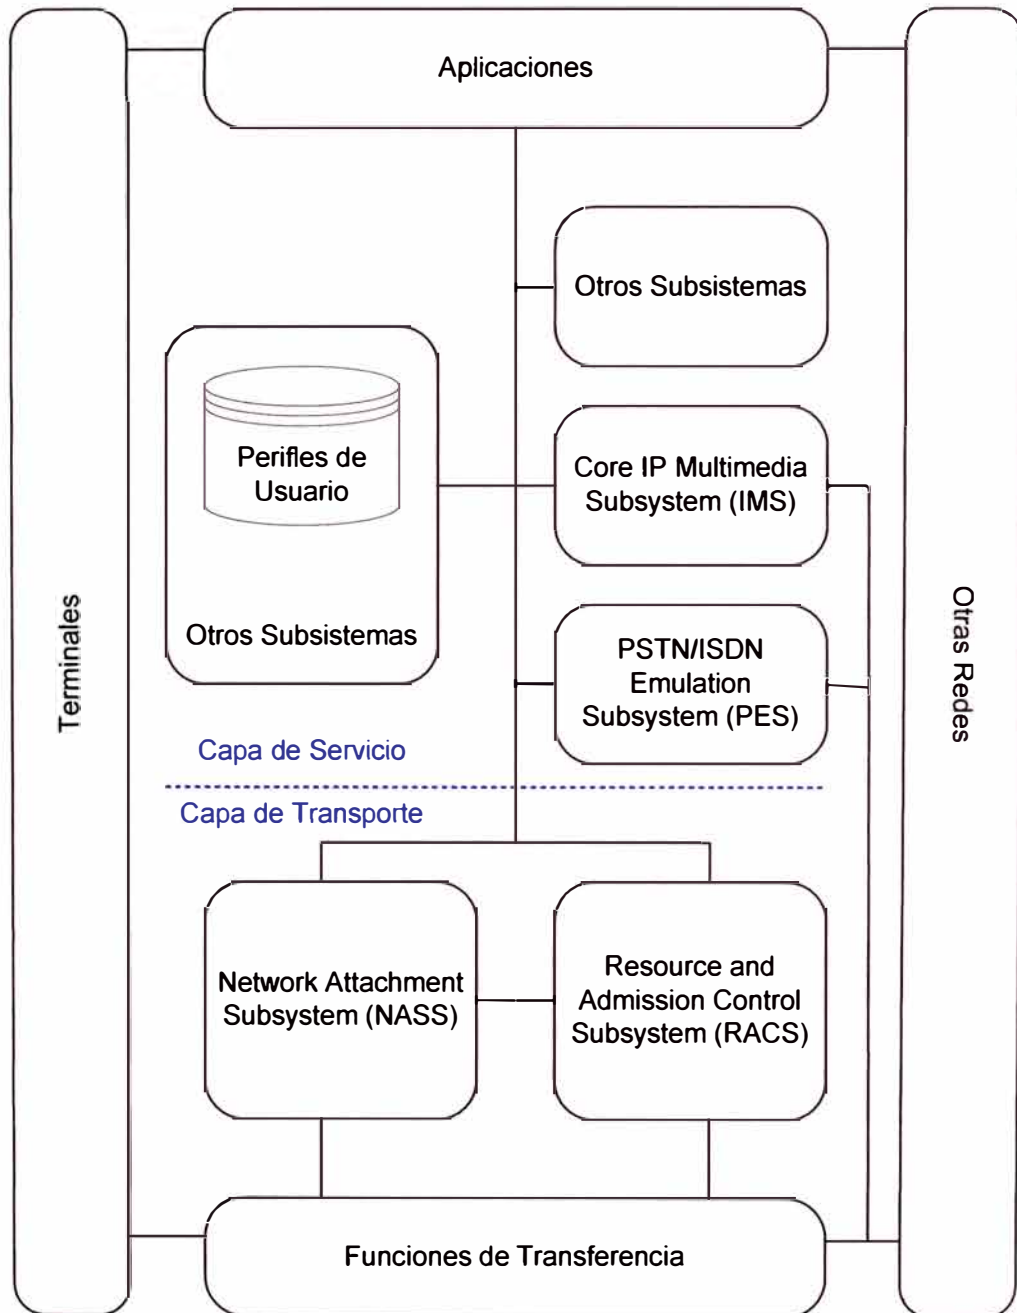 Aplicaciones
Otros Subsistemas
Perifles de
Usuario
Otros Subsistemas
Core IP Multimedia
Subsystem (IMS)
PSTN/ISDN
Emulation
Subsystem (PES)
Terminales
Otras Redes
Capa de Servicio
Capa de Transporte
Network Attachment
Subsystem (NASS)
Resource and
Admission Control
Subsystem (RACS)
Funciones de Transferencia